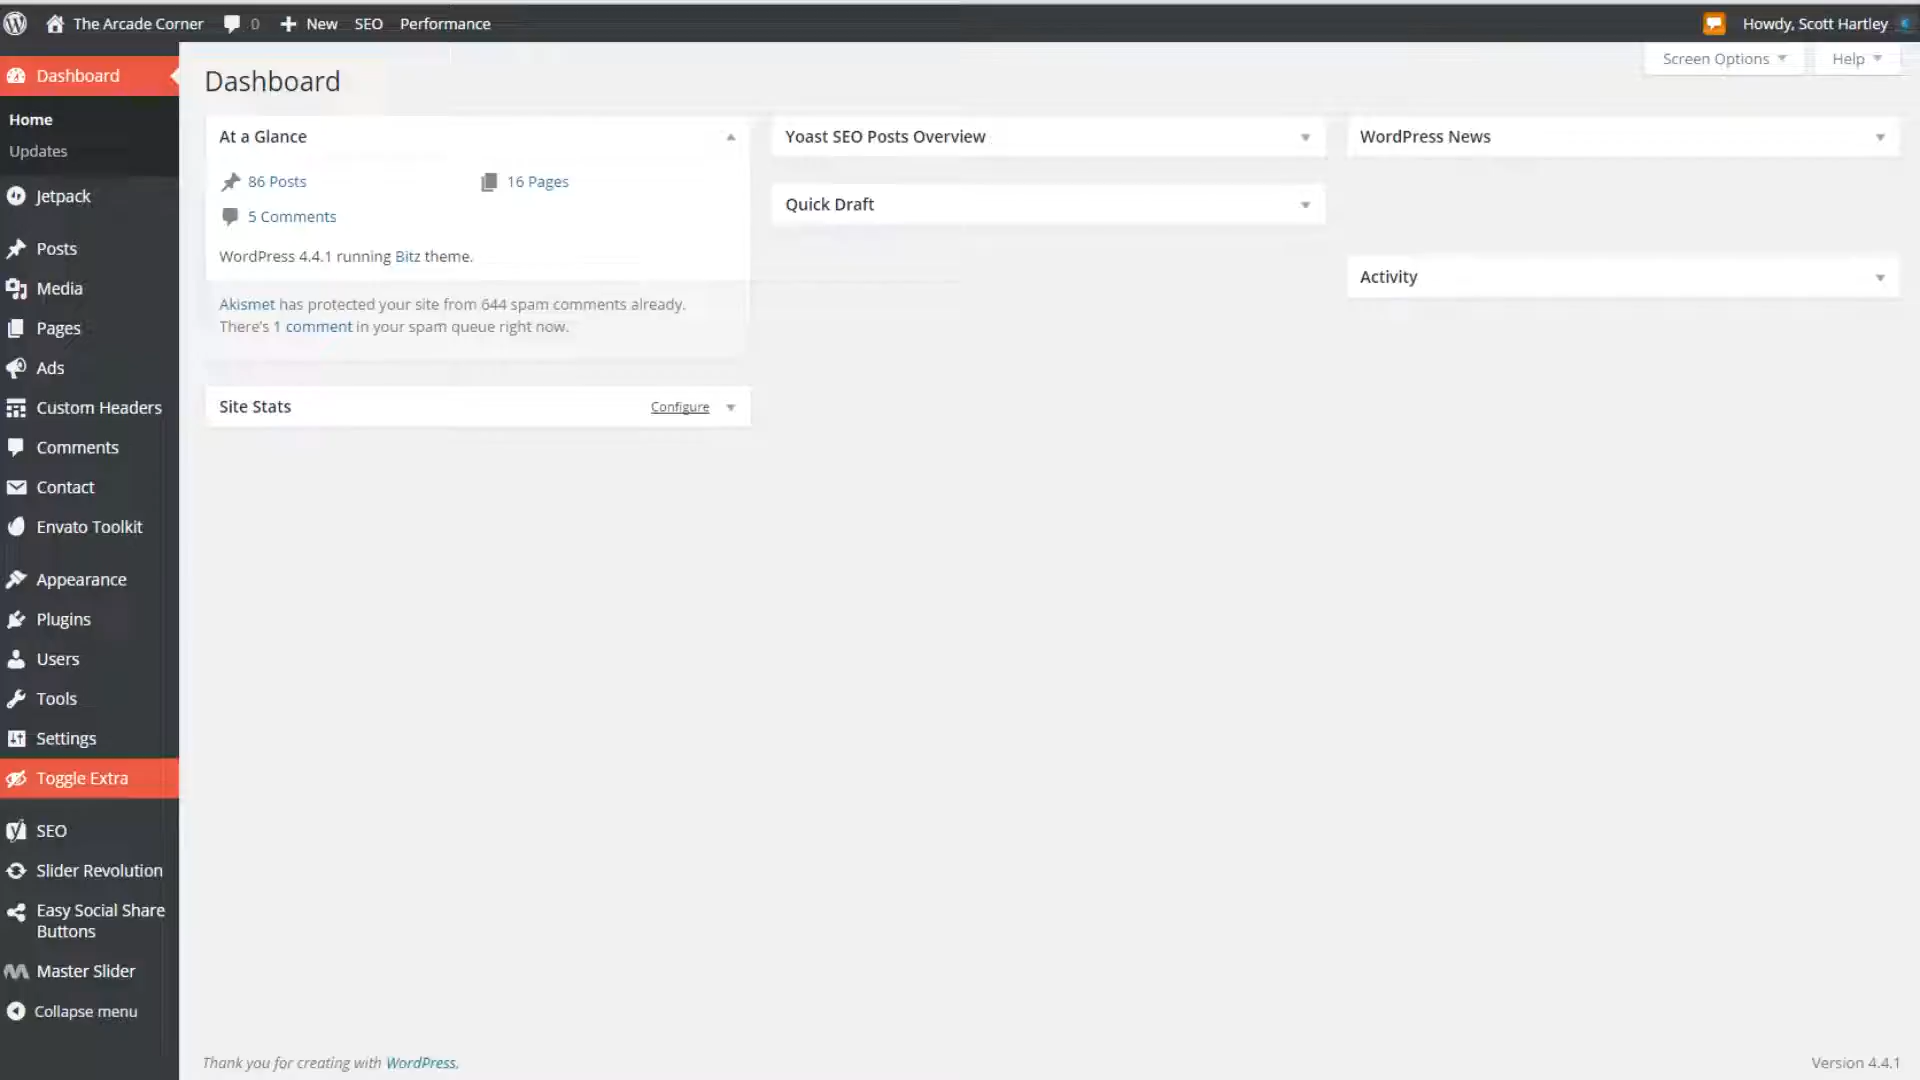 The Arcade Corner
0
New
SEO
Performance
Howdy, Scott Hartley
Screen Options
Help
Dashboard
Home
Updates
Jetpack
Posts
Media
Pages
Ads
Custom Headers
Comments
Contact
Envato Toolkit
Appearance
Plugins
Users
Tools
Settings
Toggle Extra
SEO
Slider Revolution
Easy Social Share
Buttons
Master Slider
Collapse menu
Dashboard
At a Glance
86 Posts
16 Pages
5 Comments
WordPress 4.4.1 running Bitz theme.
Akismet has protected your site from 644 spam comments already.
There's 1 comment in your spam queue right now.
Site Stats
Configure
Yoast SEO Posts Overview
Quick Draft
WordPress News
Activity
Thank you for creating with WordPress.
Version 4.4.1